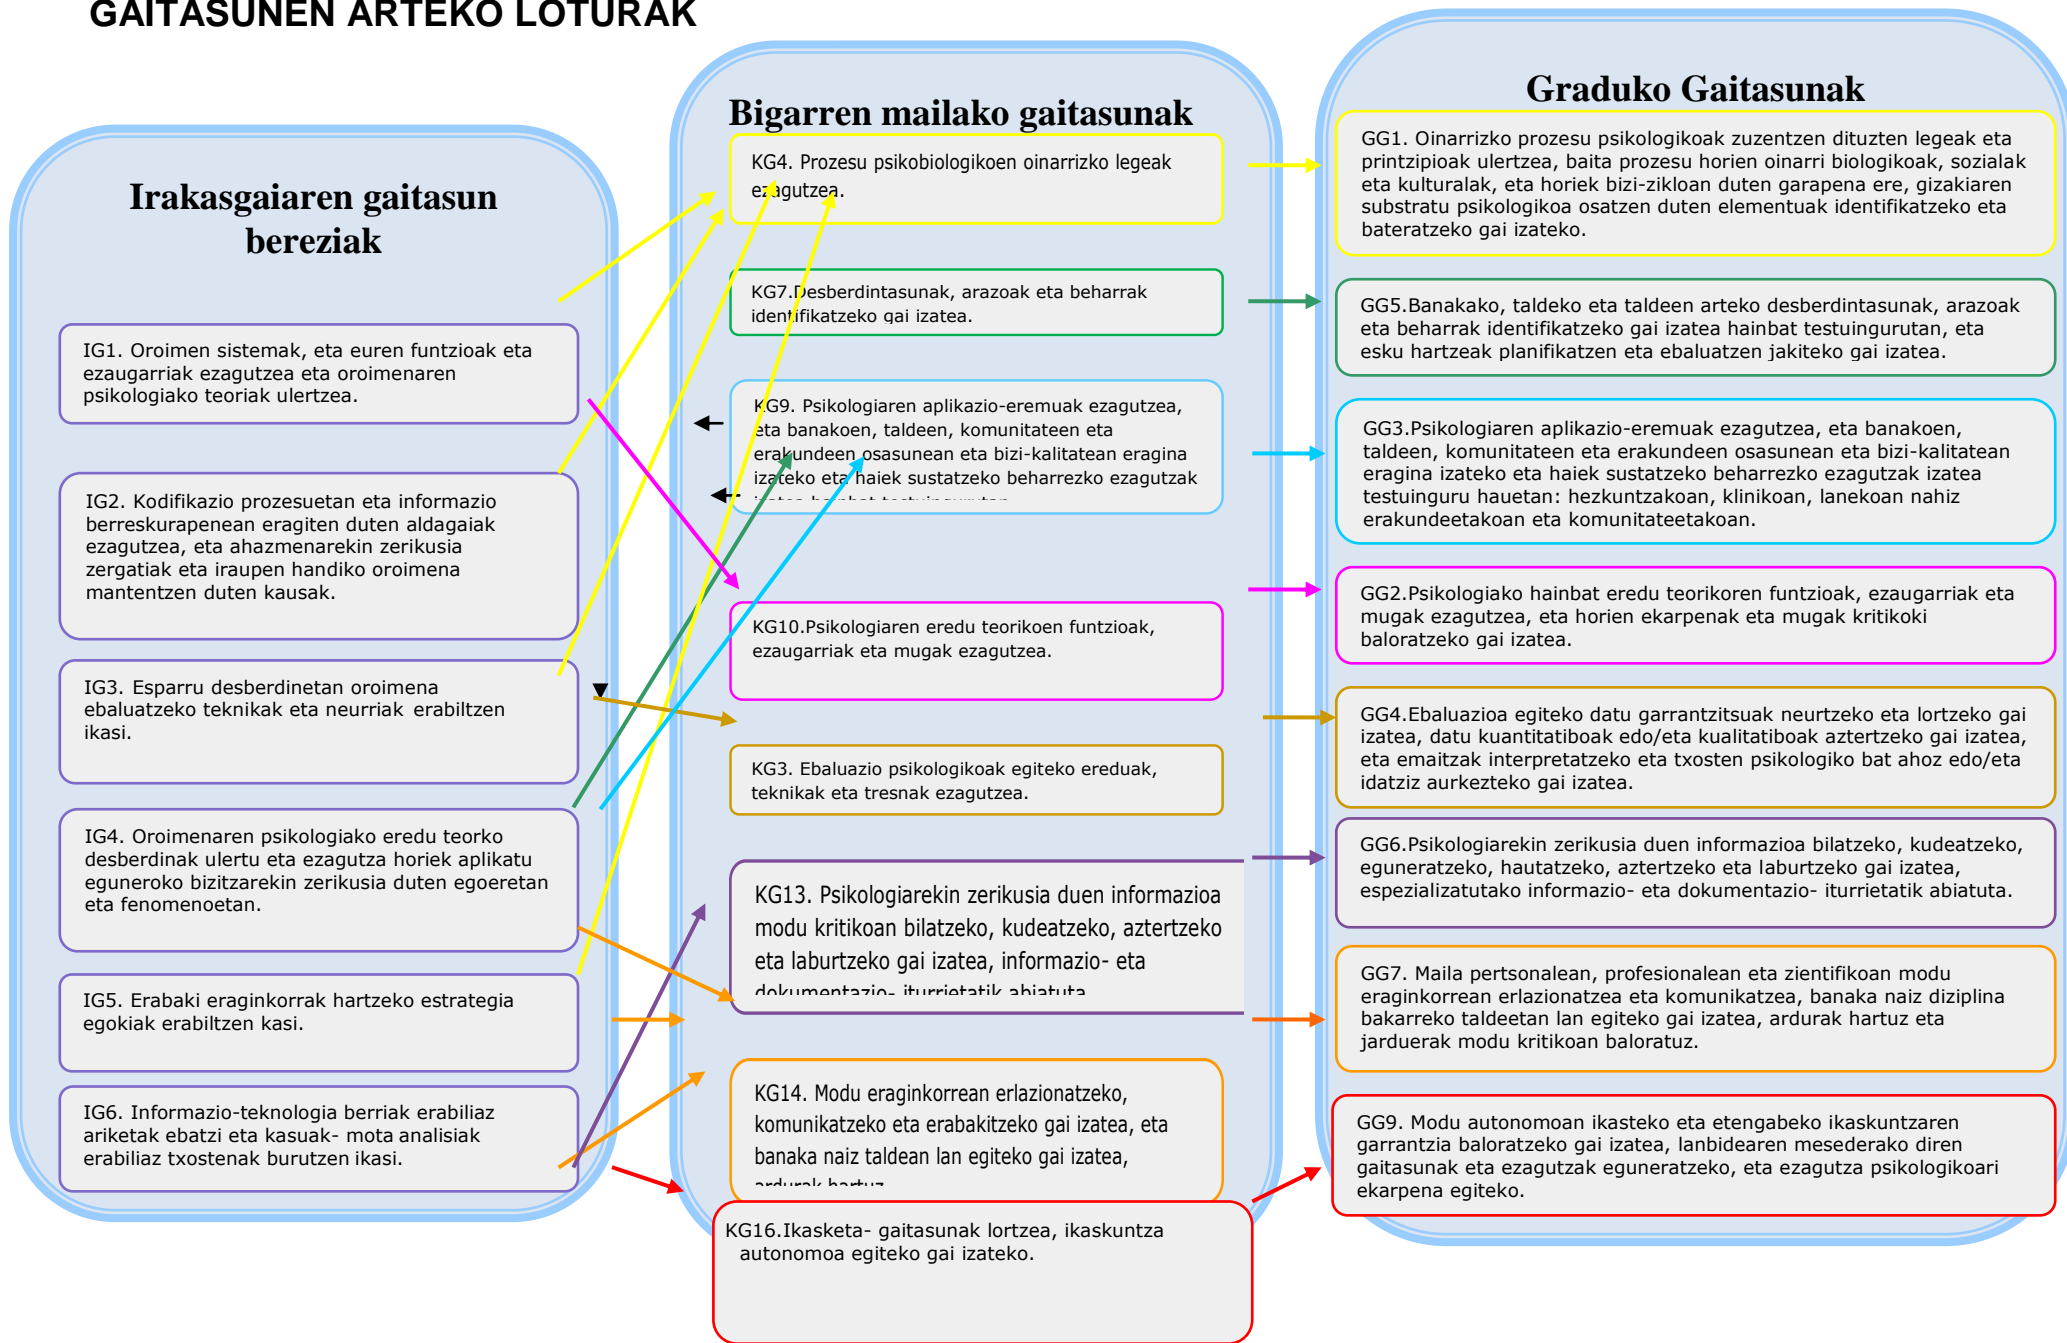 GAITASUNEN ARTEKO LOTURAK
Irakasgaiaren gaitasun
bereziak
IG1. Oroimen sistemak, eta euren funtzioak eta
ezaugarriak ezagutzea eta oroimenaren
psikologiako teoriak ulertzea.
IG2. Kodifikazio prozesuetan eta informazio
berreskurapenean eragiten duten aldagaiak
ezagutzea, eta ahazmenarekin zerikusia
zergatiak eta iraupen handiko oroimena
mantentzen duten kausak.
IG3. Esparru desberdinetan oroimena
ebaluatzeko teknikak eta neurriak erabiltzen
ikasi.
IG4. Oroimenaren psikologiako eredu teorko
desberdinak ulertu eta ezagutza horiek aplikatu
eguneroko bizitzarekin zerikusia duten egoeretan
eta fenomenoetan.
IG5. Erabaki eraginkorrak hartzeko estrategia
egokiak erabiltzen kasi.
IG6. Informazio-teknologia berriak erabiliaz
ariketak ebatzi eta kasuak- mota analisiak
erabiliaz txostenak burutzen ikasi.
Bigarren mailako gaitasunak
KG4. Prozesu psikobiologikoen oinarrizko legeak
ezagutzea.
KG7.Desberdintasunak, arazoak eta beharrak
identifikatzeko gai izatea.
KG9. Psikologiaren aplikazio-eremuak ezagutzea,
eta banakoen, taldeen, komunitateen eta
erakundeen osasunean eta bizi-kalitatean eragina
izateko eta haiek sustatzeko beharrezko ezagutzak
izatea hainbat testuingurutan.
KG10.Psikologiaren eredu teorikoen funtzioak,
ezaugarriak eta mugak ezagutzea.
KG3. Ebaluazio psikologikoak egiteko ereduak,
teknikak eta tresnak ezagutzea.
KG13. Psikologiarekin zerikusia duen informazioa
modu kritikoan bilatzeko, kudeatzeko, aztertzeko
eta laburtzeko gai izatea, informazio- eta
dokumentazio- iturrietatik abiatuta
KG14. Modu eraginkorrean erlazionatzeko,
komunikatzeko eta erabakitzeko gai izatea, eta
banaka naiz taldean lan egiteko gai izatea,
ardurak hartuz
KG16.Ikasketa- gaitasunak lortzea, ikaskuntza
autonomoa egiteko gai izateko.
Graduko Gaitasunak
GG1. Oinarrizko prozesu psikologikoak zuzentzen dituzten legeak eta
printzipioak ulertzea, baita prozesu horien oinarri biologikoak, sozialak
eta kulturalak, eta horiek bizi-zikloan duten garapena ere, gizakiaren
substratu psikologikoa osatzen duten elementuak identifikatzeko eta
bateratzeko gai izateko.
GG5.Banakako, taldeko eta taldeen arteko desberdintasunak, arazoak
eta beharrak identifikatzeko gai izatea hainbat testuingurutan, eta
esku hartzeak planifikatzen eta ebaluatzen jakiteko gai izatea.
GG3.Psikologiaren aplikazio-eremuak ezagutzea, eta banakoen,
taldeen, komunitateen eta erakundeen osasunean eta bizi-kalitatean
eragina izateko eta haiek sustatzeko beharrezko ezagutzak izatea
testuinguru hauetan: hezkuntzakoan, klinikoan, lanekoan nahiz
erakundeetakoan eta komunitateetakoan.
GG2.Psikologiako hainbat eredu teorikoren funtzioak, ezaugarriak eta
mugak ezagutzea, eta horien ekarpenak eta mugak kritikoki
baloratzeko gai izatea.
GG4.Ebaluazioa egiteko datu garrantzitsuak neurtzeko eta lortzeko gai
izatea, datu kuantitatiboak edo/eta kualitatiboak aztertzeko gai izatea,
eta emaitzak interpretatzeko eta txosten psikologiko bat ahoz edo/eta
idatziz aurkezteko gai izatea.
GG6.Psikologiarekin zerikusia duen informazioa bilatzeko, kudeatzeko,
eguneratzeko, hautatzeko, aztertzeko eta laburtzeko gai izatea,
espezializatutako informazio- eta dokumentazio- iturrietatik abiatuta.
GG7. Maila pertsonalean, profesionalean eta zientifikoan modu
eraginkorrean erlazionatzea eta komunikatzea, banaka naiz diziplina
bakarreko taldeetan lan egiteko gai izatea, ardurak hartuz eta
jarduerak modu kritikoan baloratuz.
GG9. Modu autonomoan ikasteko eta etengabeko ikaskuntzaren
garrantzia baloratzeko gai izatea, lanbidearen mesederako diren
gaitasunak eta ezagutzak eguneratzeko, eta ezagutza psikologikoari
ekarpena egiteko.